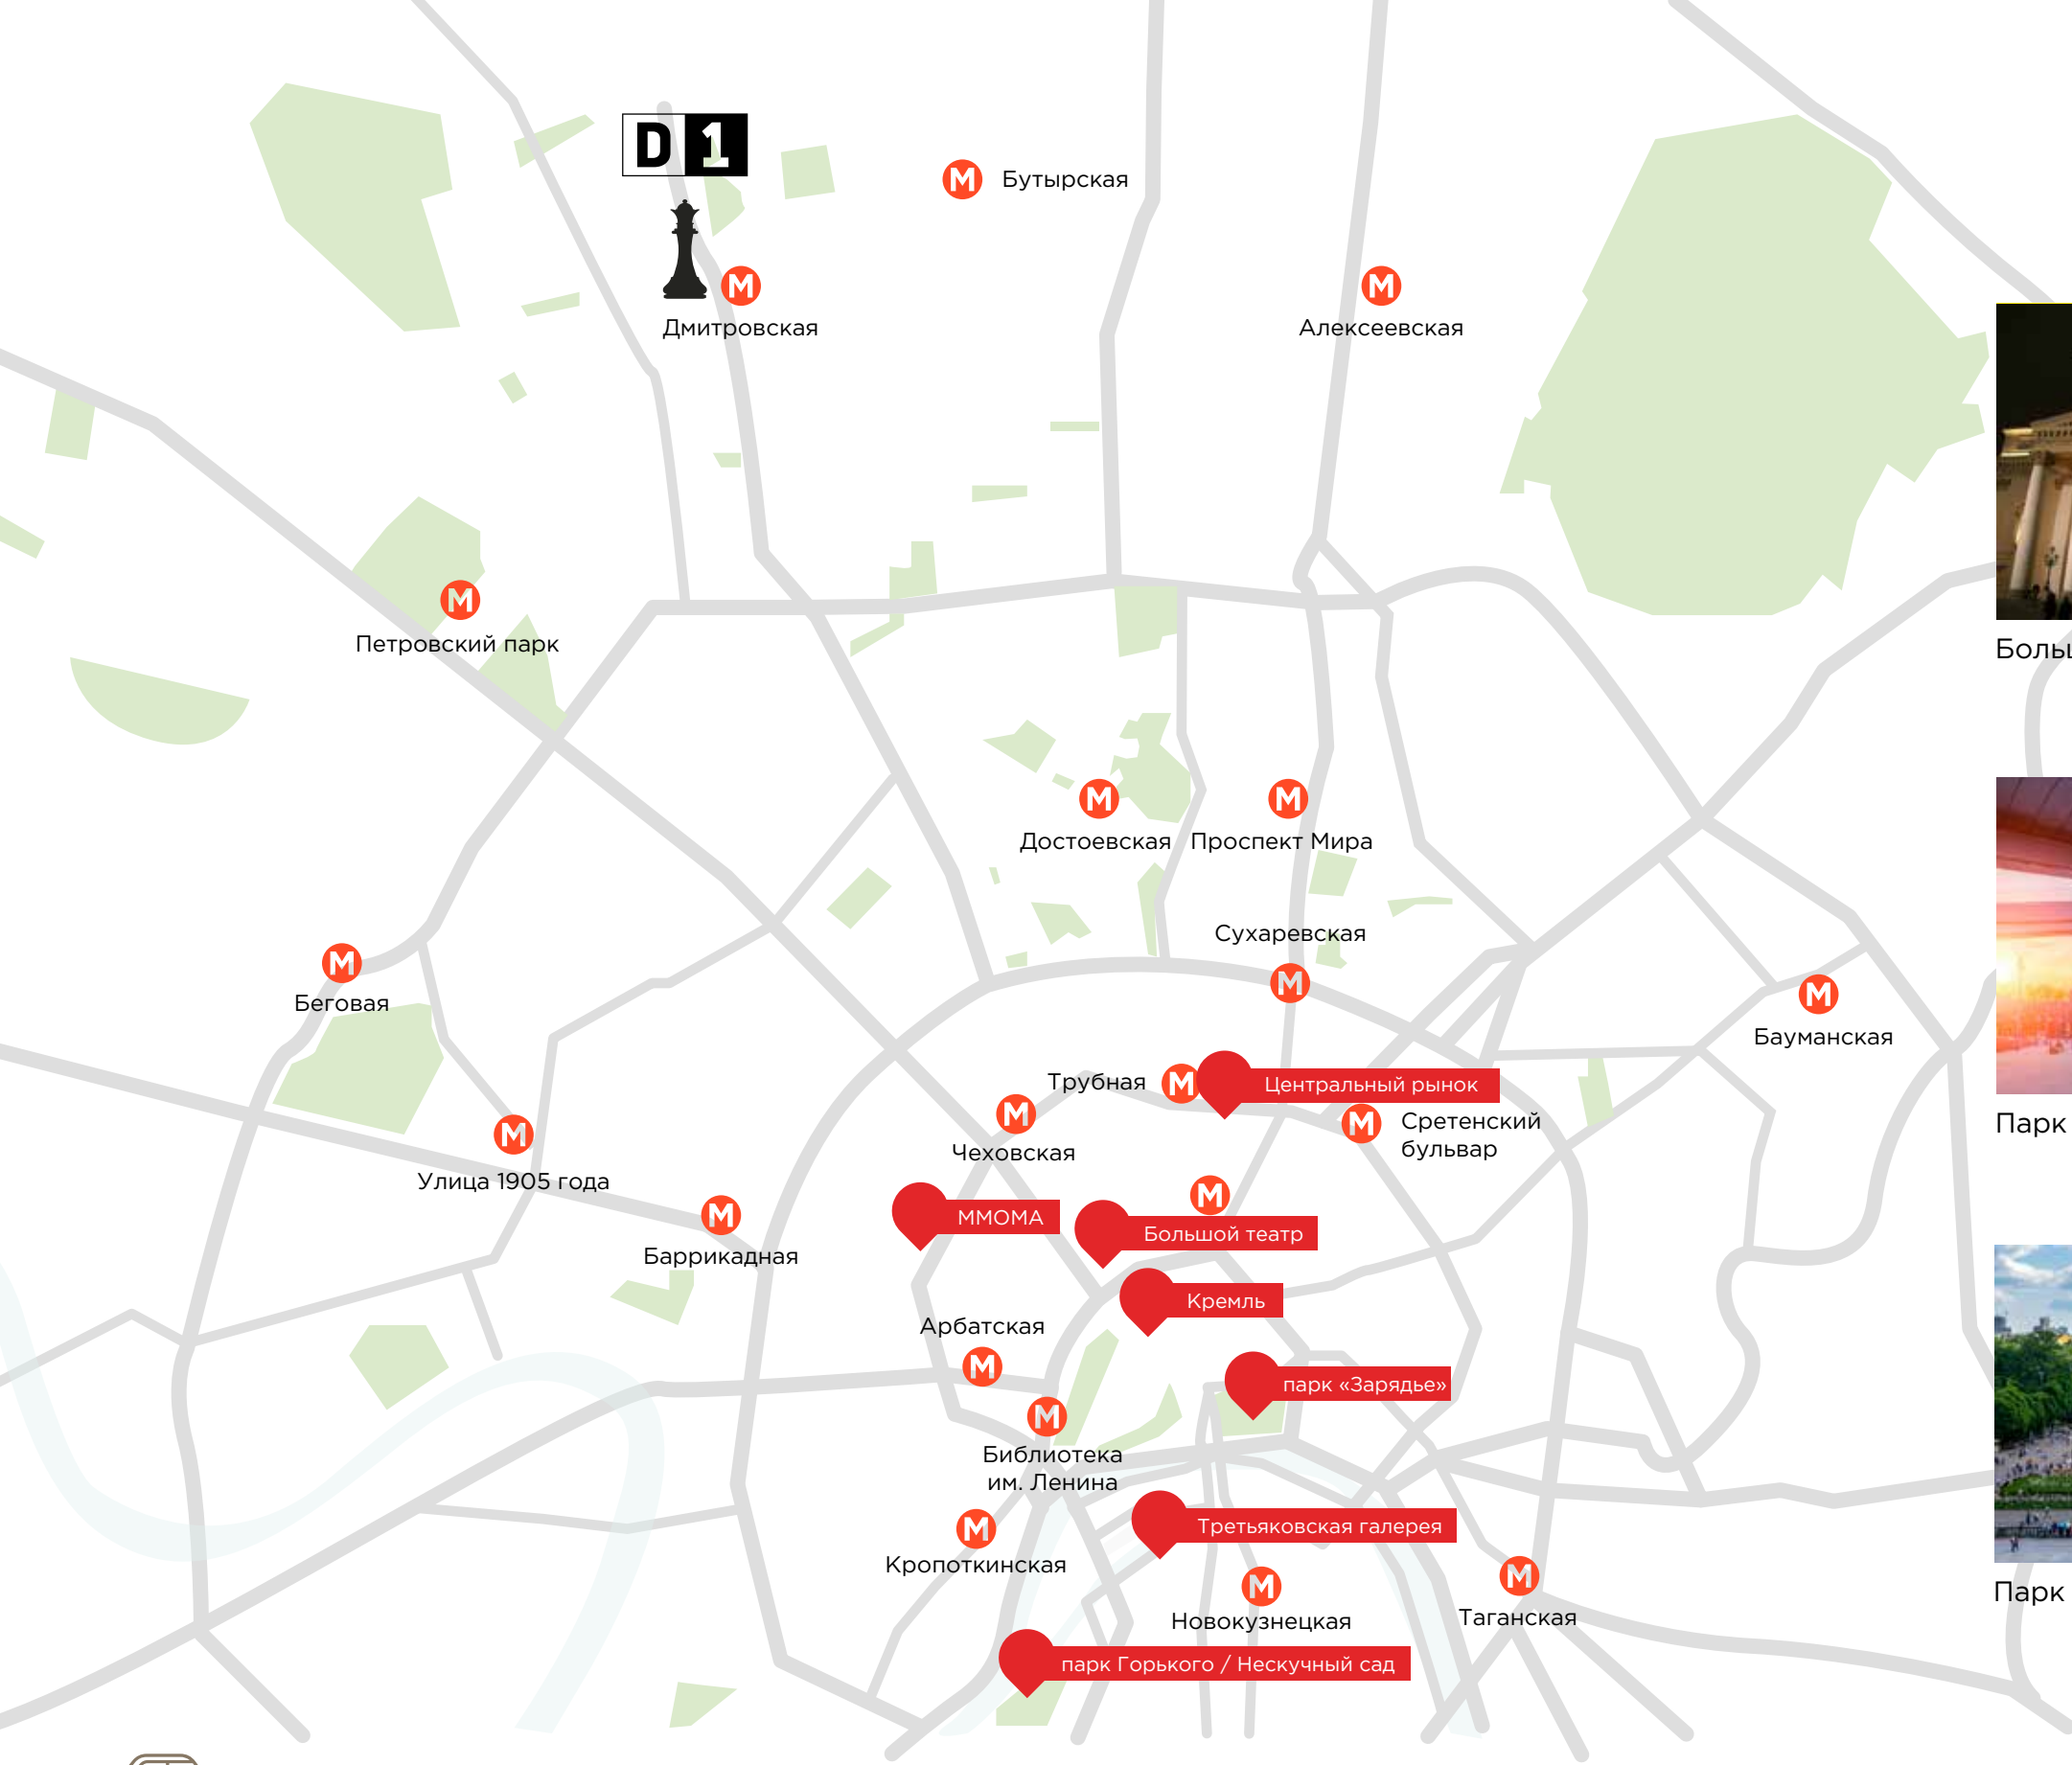 D 1
Бутырская
Дмитровская
Алексеевская
Петровский парк
Достоевская
Проспект Мира
Сухаревская
Беговая
Бауманская
Трубная
Центральный рынок
Сретенский
бульвар
Чеховская
Улица 1905 года
ММОМА
Большой театр
Баррикадная
Кремль
Арбатская
парк «Зарядье»
Библиотека
им. Ленина
Третьяковская галерея
Кропоткинская
Новокузнецкая
Таганская
парк Горького / Нескучный сад
Парк
Парк